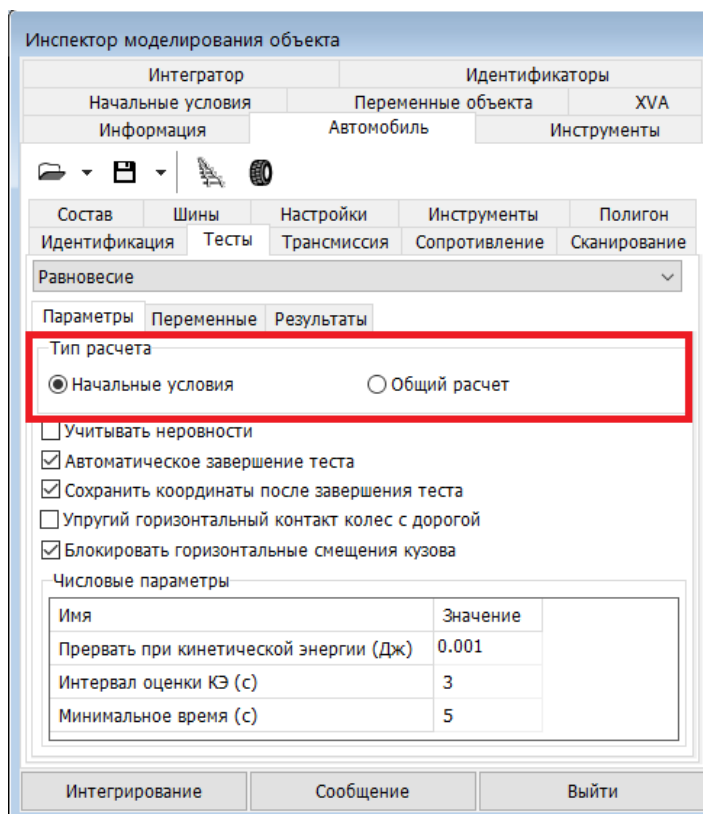 Инспектор моделирования объекта
Интегратор Идентификаторы
Начальные условия Переменные объекта XVA
Информация Автомобиль Инструменты
Состав Шины Настройки Инструменты Полигон
Идентификация Тесты Трансмиссия Сопротивление Сканирование
Равновесие
Параметры Переменные Результаты
Тип расчета
Начальные условия Общий расчет
Учитывать неровности
Автоматическое завершение теста
Сохранить координаты после завершения теста
Упругий горизонтальный контакт колес с дорогой
Блокировать горизонтальные смещения кузова
Числовые параметры
Имя Значение
Прервать при кинетической энергии (Дж) 0.001
Интервал оценки КЭ (с) 3
Минимальное время (с) 5
Интегрирование Сообщение Выйти